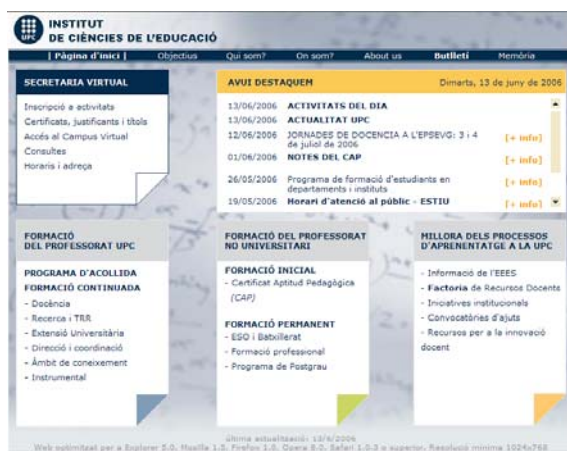 INSTITUT
DE CIÈNCIES DE L'EDUCACIÓ
UPC
| Pàgina d'inici | Objectius Qui som? On som? About us Butlletí Memòria
SECRETARIA VIRTUAL
Inscripció a activitats
Certificats, justificants i títols
Accés al Campus Virtual
Consultes
Horaris i adreça
AVUI DESTAQUEM Dimarts, 13 de juny de 2006
13/06/2006 ACTIVITATS DEL DIA
13/06/2006 ACTUALITAT UPC
12/06/2006 JORNADES DE DOCENCIA A L'EPSEVG: 3 i 4
de juliol de 2006 [+ info]
01/06/2006 NOTES DEL CAP [+ info]
26/05/2006 Programa de formació d'estudiants en
departaments i instituts [+ info]
19/05/2006 Horari d'atenció al públic - ESTIU [+ info]
FORMACIÓ
DEL PROFESSORAT UPC
PROGRAMA D'ACOLLIDA
FORMACIÓ CONTINUADA
- Docència
- Recerca i TRR
- Extensió Universitària
- Direcció i coordinació
- Àmbit de coneixement
- Instrumental
FORMACIÓ DEL PROFESSORAT
NO UNIVERSITARI
FORMACIÓ INICIAL
- Certificat Aptitud Pedagògica
(CAP)
FORMACIÓ PERMANENT
- ESO i Batxillerat
- Formació professional
- Programa de Postgrau
MILLORA DELS PROCESSOS
D'APRENENTATGE A LA UPC
- Informació de l'EEES
- Factoria de Recursos Docents
- Iniciatives institucionals
- Convocatòries d'ajuts
- Recursos per a la innovació
docent
última actualització: 13/6/2006
Web optimitzat per a Explorer 5.0, Mozilla 1.5, Firefox 1.0, Opera 8.0, Safari 1.0.3 o superior. Resolució mínima 1024x768